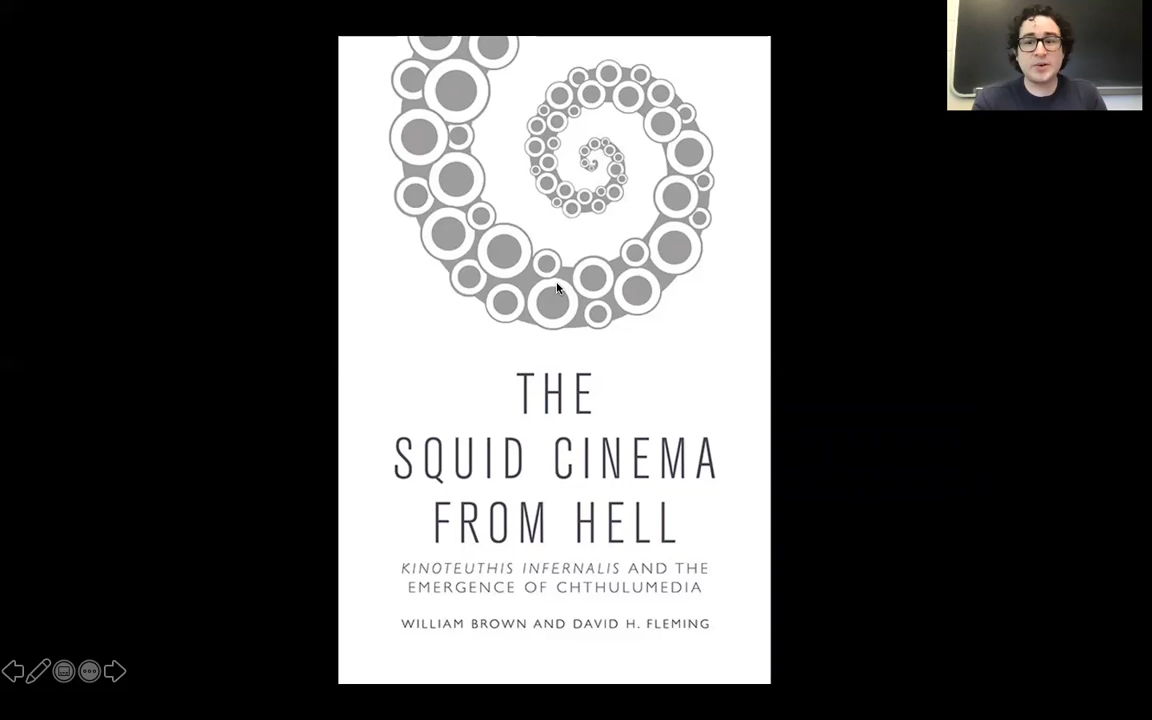 THE
SQUID CINEMA
FROM HELL
KINOTEUTHIS INFERNALIS AND THE
EMERGENCE OF CHTHULUMEDIA
WILLIAM BROWN AND DAVID H. FLEMING